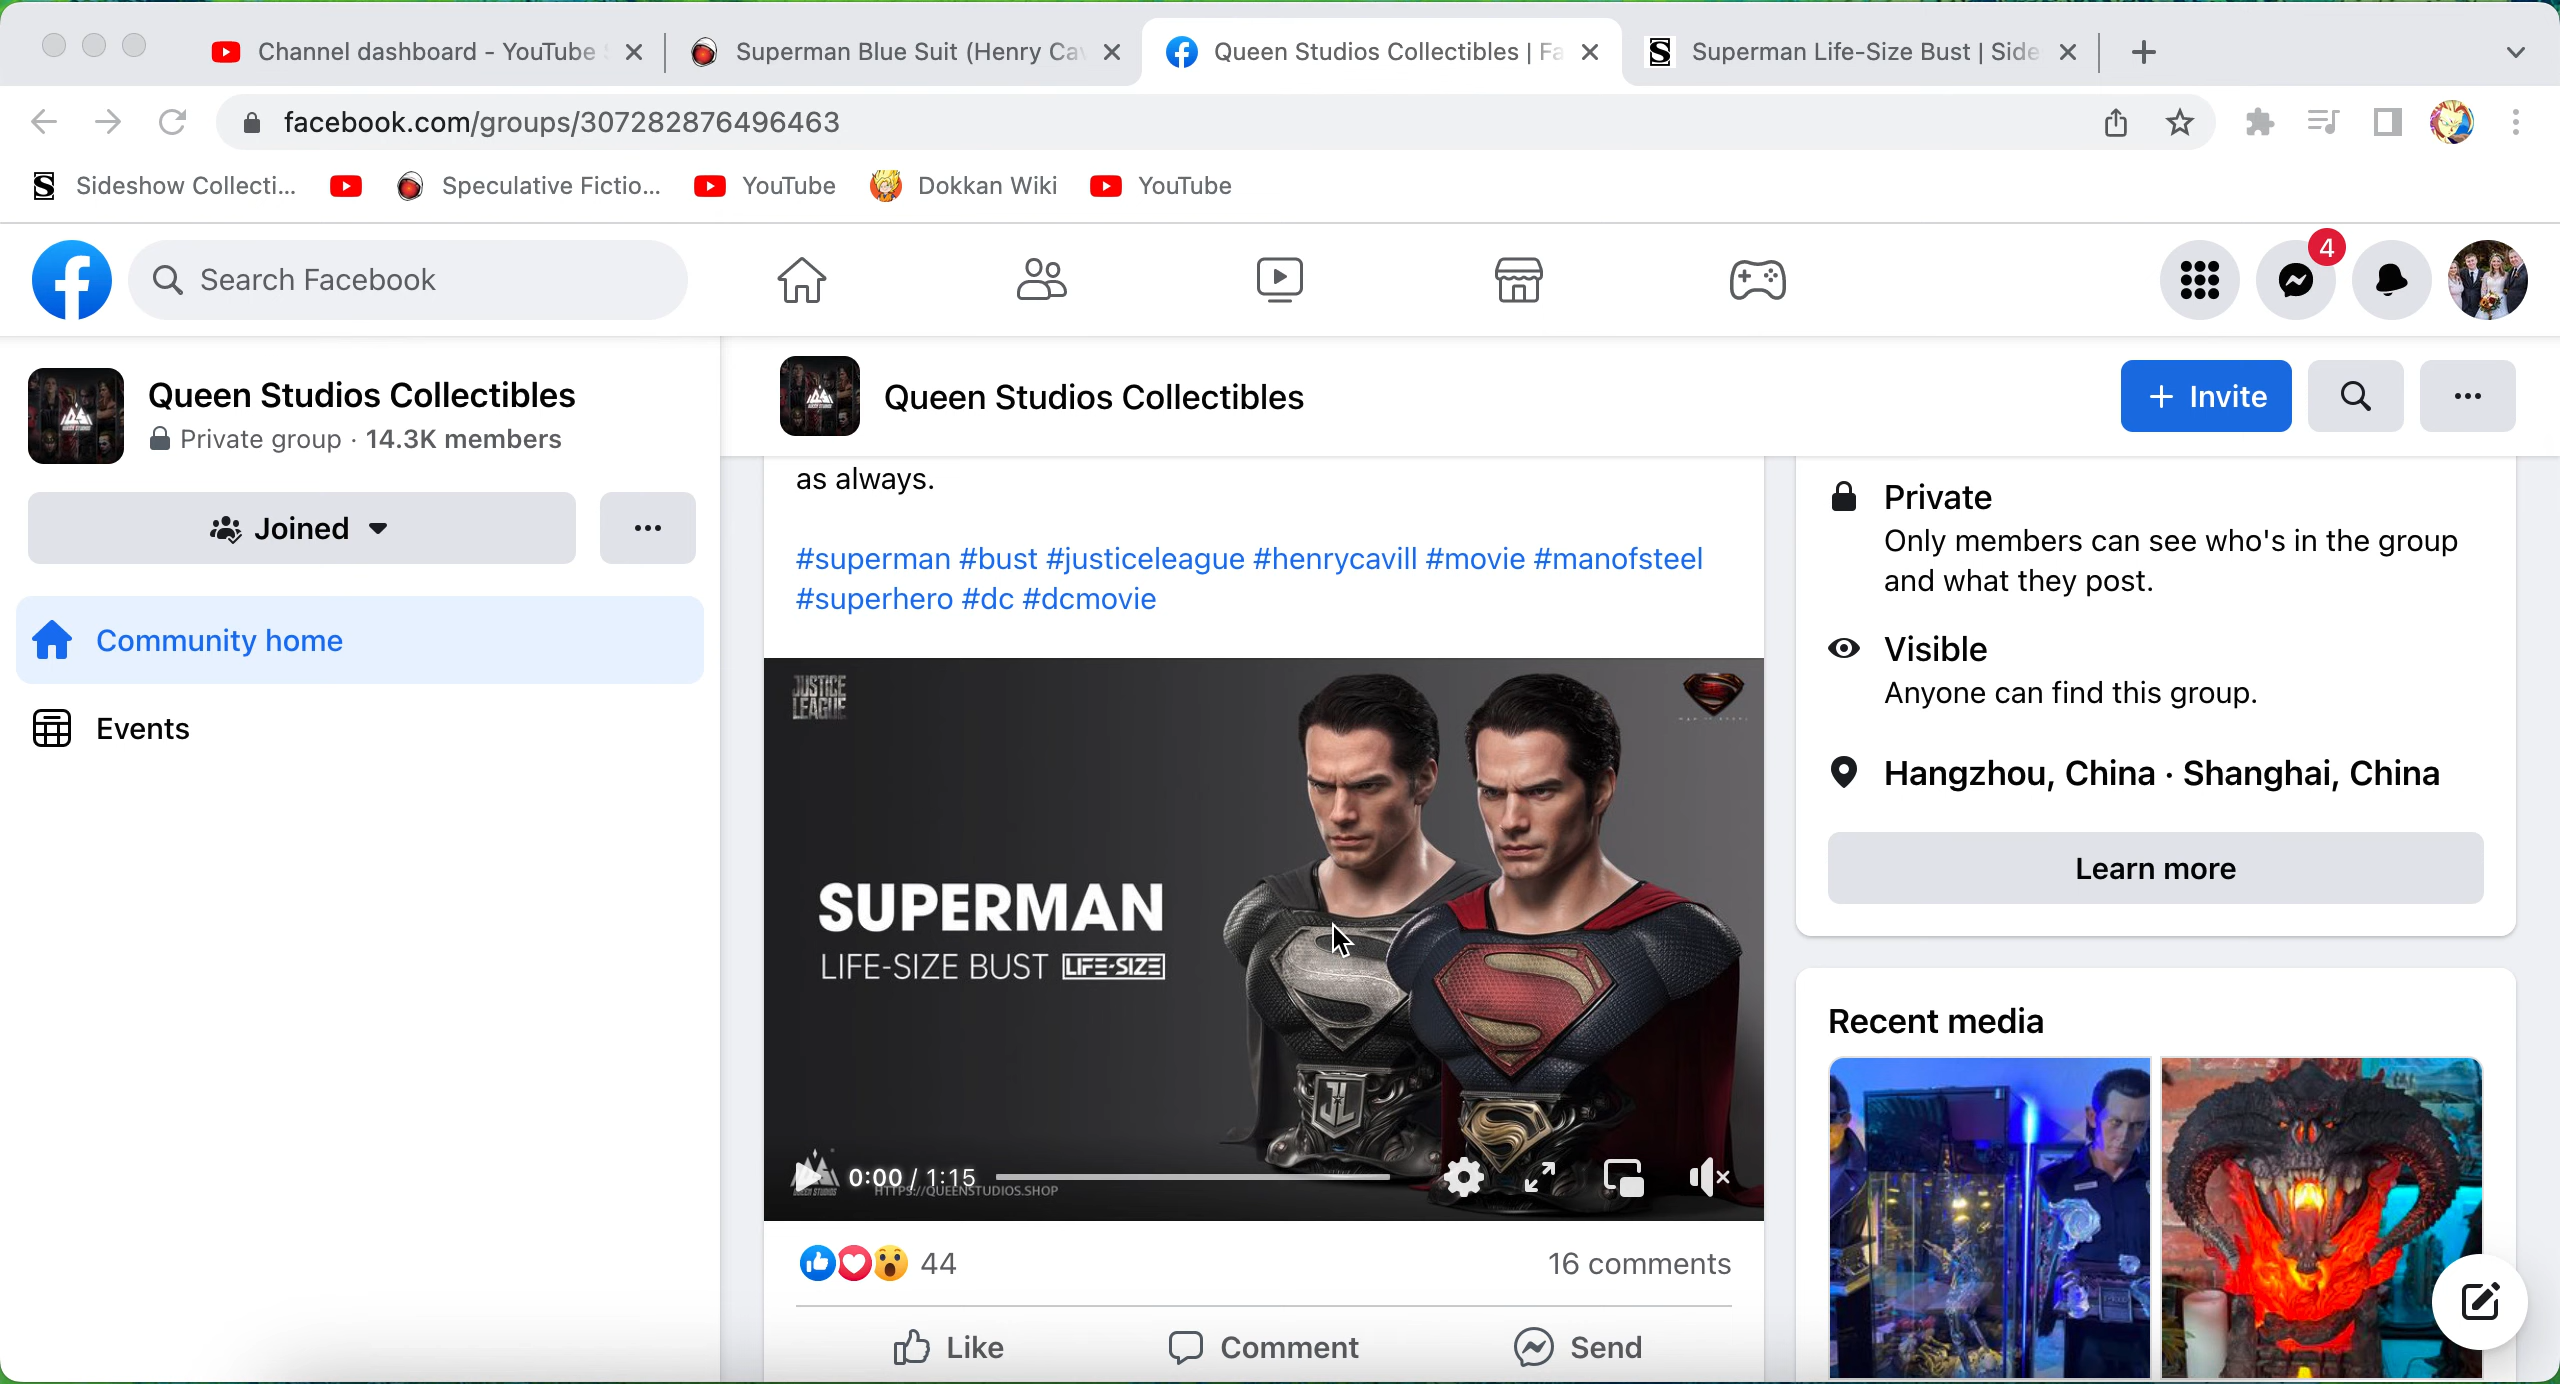 Channel dashboard - YouTube S
Superman Blue Suit (Henry Cav
Queen Studios Collectibles | Fa
Superman Life-Size Bust | Side
facebook.com/groups/307282876496463
Sideshow Collecti...
Speculative Fictio...
YouTube
Dokkan Wiki
YouTube
Search Facebook
4
Queen Studios Collectibles
Private group · 14.3K members
Joined
Community home
Events
Queen Studios Collectibles
+ Invite
as always.
#superman #bust #justiceleague #henrycavill #movie #manofsteel
#superhero #dc #dcmovie
JUSTICE
LEAGUE
SUPERMAN
LIFE-SIZE BUST LIFE-SIZE
JL
0:00 / 1:15
QUEEN STUDIOS
HTTPS://QUEENSTUDIOS.SHOP
44
16 comments
Like
Comment
Send
Private
Only members can see who's in the group
and what they post.
Visible
Anyone can find this group.
Hangzhou, China · Shanghai, China
Learn more
Recent media